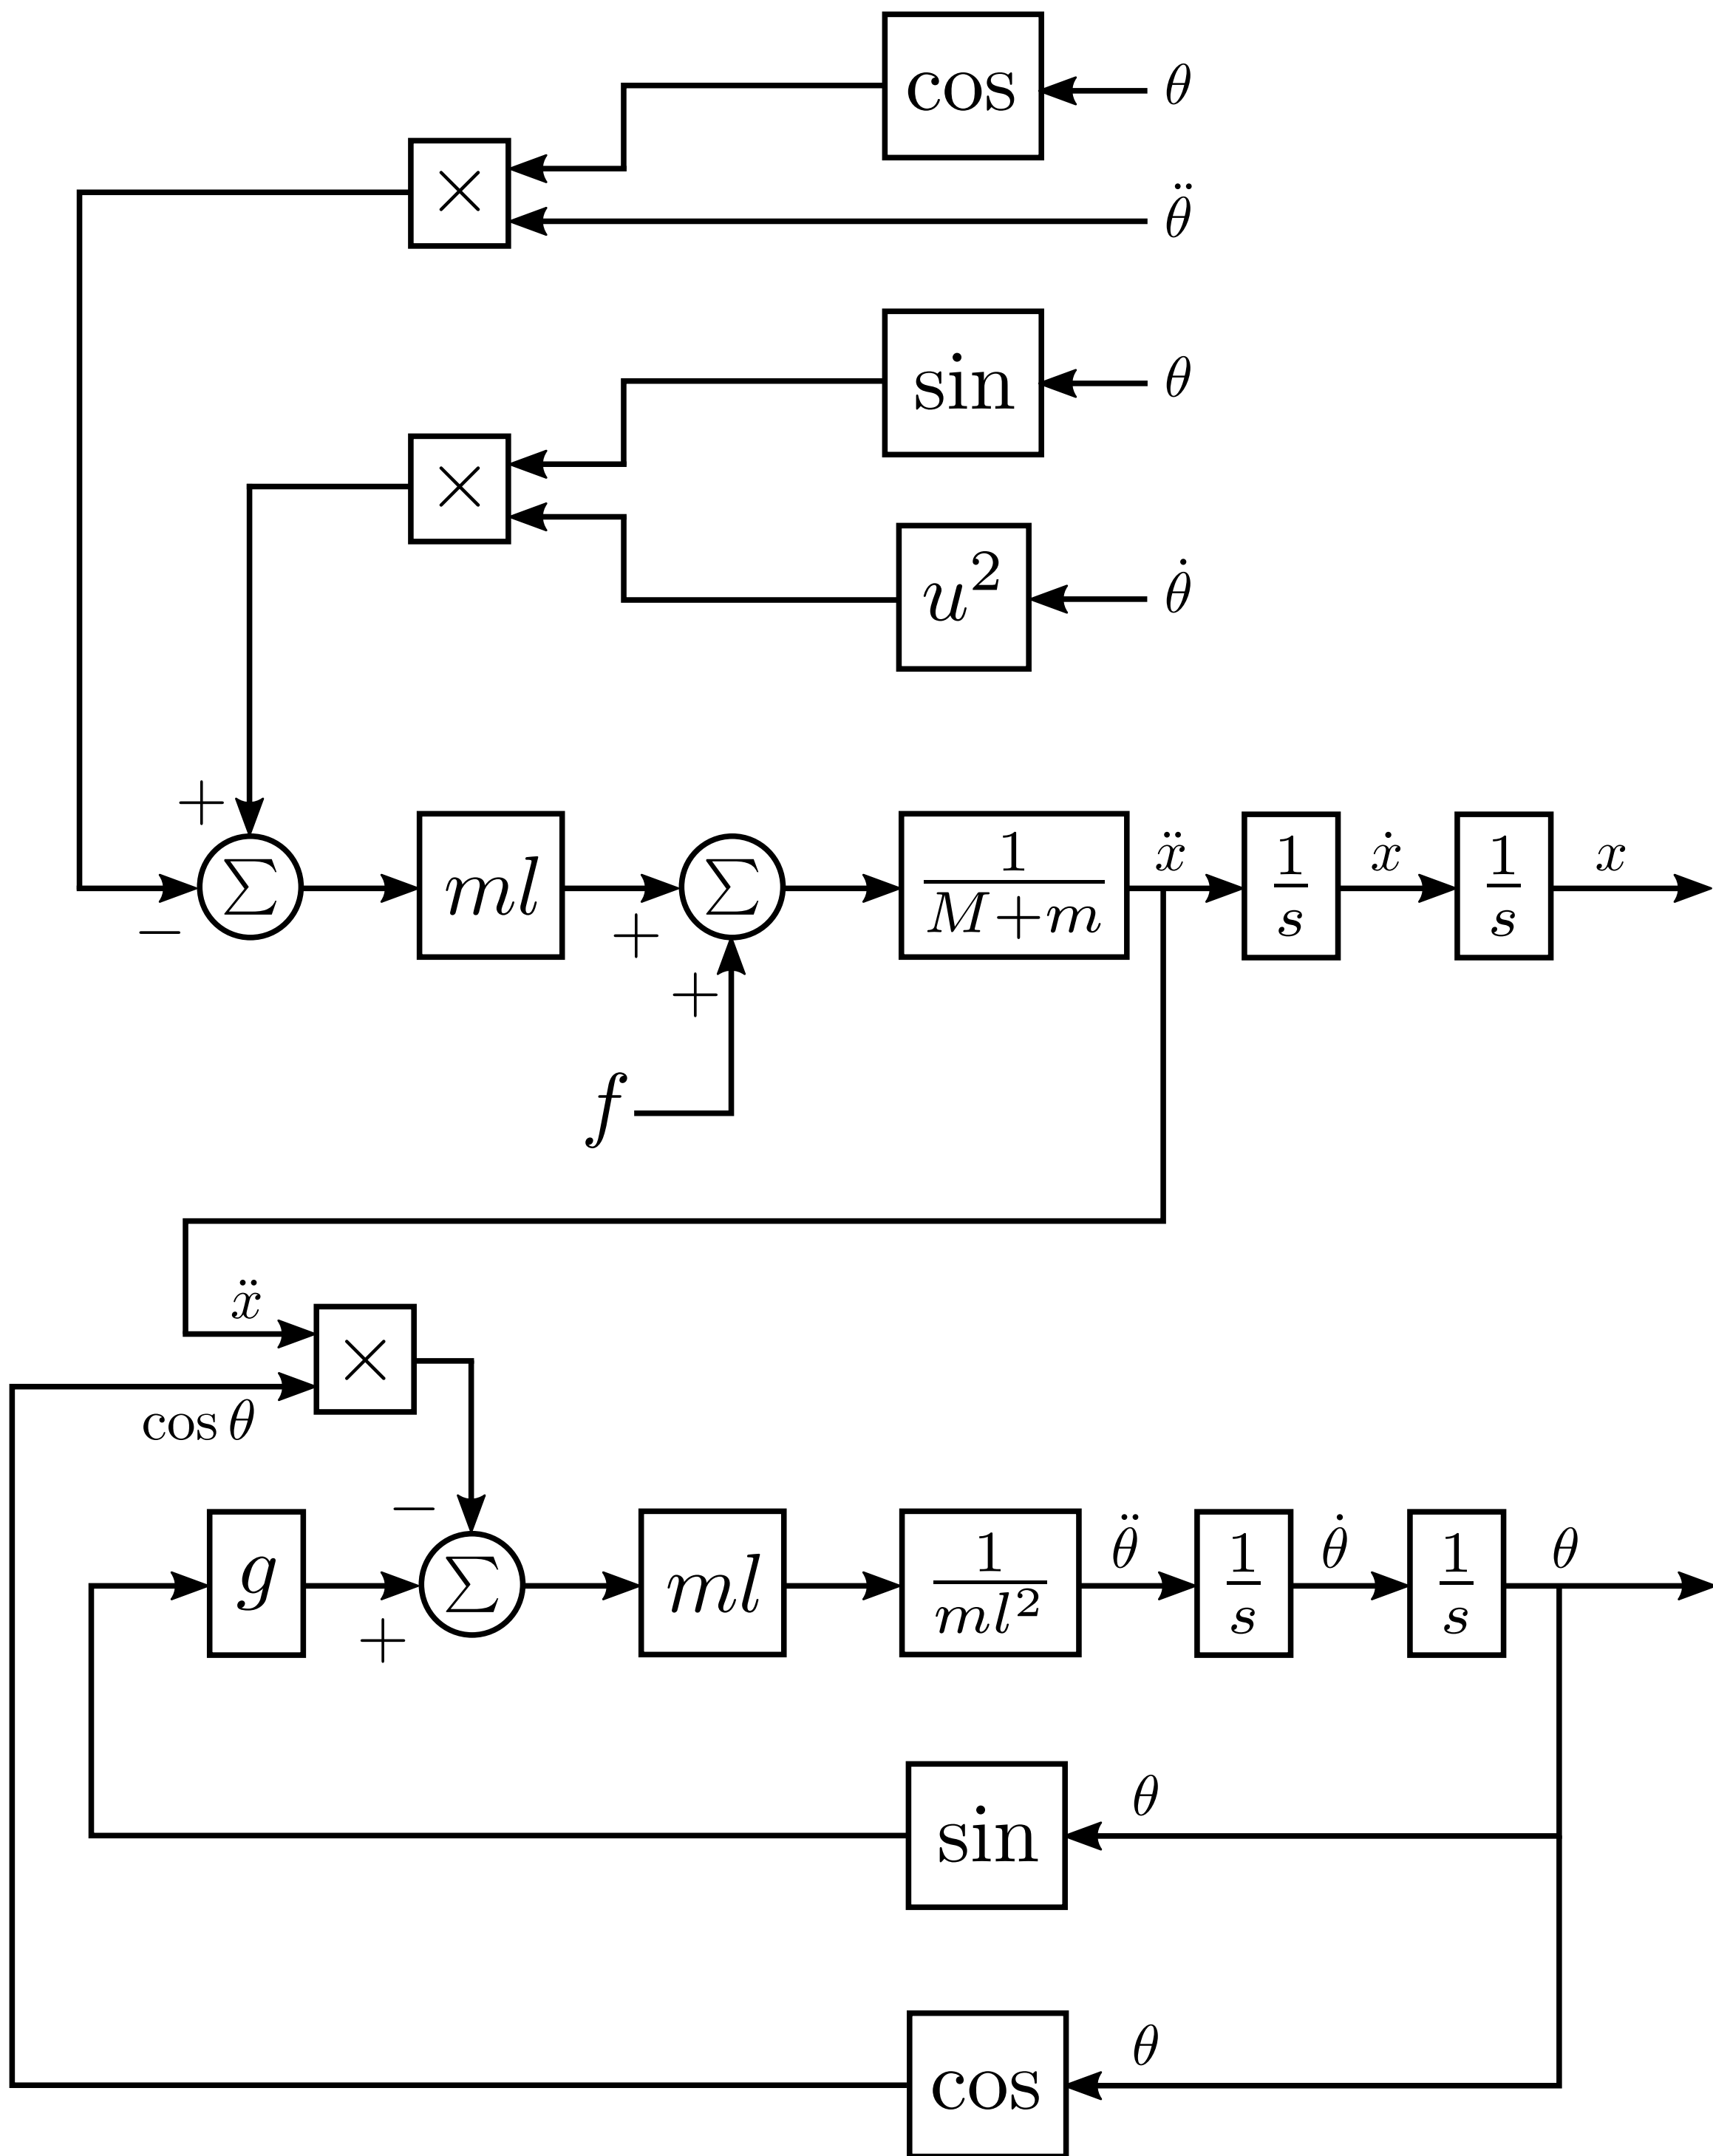 cos θ
× θ̈
sin θ
×
u² θ̇
+
Σ ml Σ 1/(M+m) ẍ 1/s ẋ 1/s x
− +
+
f
ẍ
×
cos θ
−
g Σ ml 1/(ml²) θ̈ 1/s θ̇ 1/s θ
+
θ
sin
θ
cos